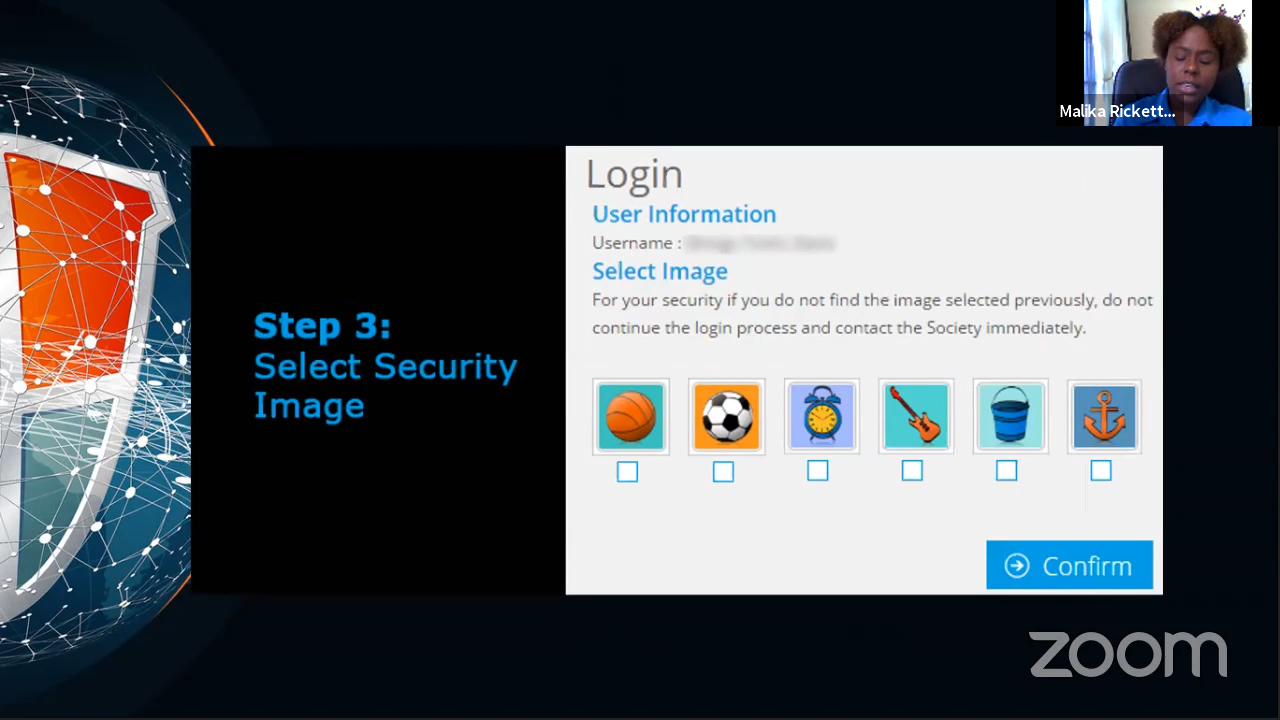 Malika Rickett...
Step 3:
Select Security
Image
Login
User Information
Username :
Select Image
For your security if you do not find the image selected previously, do not
continue the login process and contact the Society immediately.
Confirm
zoom